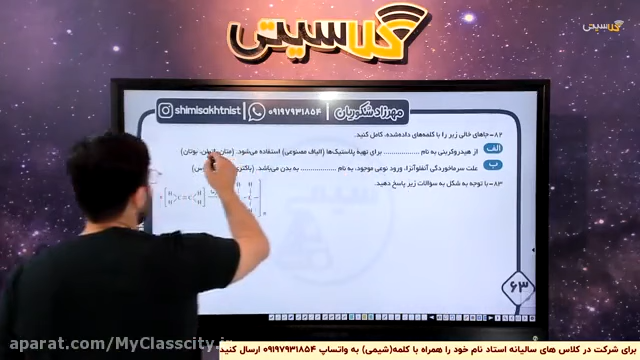 کلاسیتی
کلاسیتی
shimisakhtnist
۰۹۱۹۷۹۳۱۸۵۴
مهرزاد شکوریان
۸۲- جاهای خالی زیر را با کلمه‌های داده‌شده، کامل کنید.
الف
از هیدروکربنی به نام .................. برای تهیهٔ پلاستیک‌ها (الیاف مصنوعی) استفاده می‌شود. (متان، بوتان)
ب
علت سرماخوردگی آنفلوآنزا، ورود نوعی موجود، به نام .................. به بدن می‌باشد.
۸۳- با توجه به شکل به سؤالات زیر پاسخ دهید.
۶۳
aparat.com/MyClasscity
برای شرکت در کلاس های سالیانه استاد نام خود را همراه با کلمه(شیمی) به واتساپ ۰۹۱۹۷۹۳۱۸۵۴ ارسال کنید